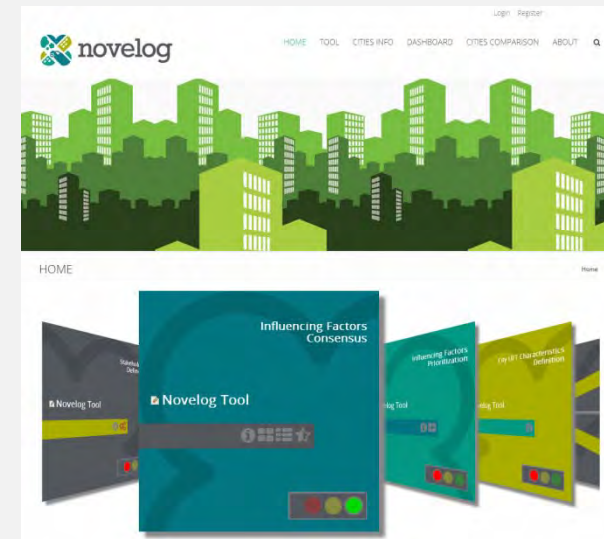 Login Register
novelog
HOME TOOL CITIES INFO DASHBOARD CITIES COMPARISON ABOUT
HOME
Home
Influencing Factors
Consensus
Novelog Tool
Novelog Tool
Influencing Factors
Prioritization
Tool
City UFT Characteristics
Definition
Tool